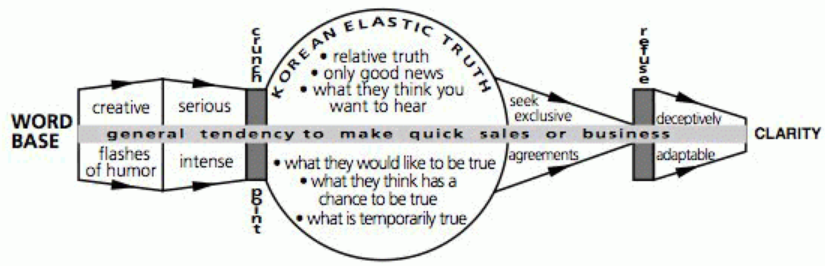 WORD
BASE
creative
flashes
of humor
serious
intense
crunch
point
KOREAN ELASTIC TRUTH
• relative truth
• only good news
• what they think you
want to hear
general tendency to make quick sales or business
• what they would like to be true
• what they think has a
chance to be true
• what is temporarily true
seek
exclusive
agreements
refuse
deceptively
adaptable
CLARITY